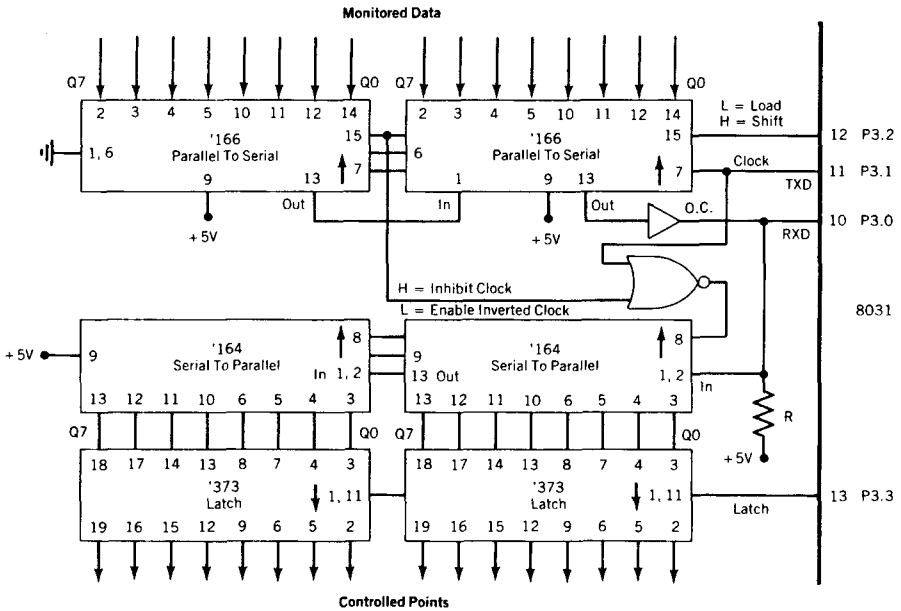 Monitored Data
Q7 Q0 Q7 Q0
2 3 4 5 10 11 12 14 2 3 4 5 10 11 12 14
L = Load
H = Shift
15 15 12 P3.2
'166 '166
1, 6 Parallel To Serial 6 Parallel To Serial
Clock
7 7 11 P3.1
9 13 1 9 13 TXD
Out In Out O.C.
+ 5V + 5V 10 P3.0
RXD
H = Inhibit Clock
8031
L = Enable Inverted Clock
8 8
+ 5V 9 '164 9 '164
Serial To Parallel Serial To Parallel
In 1, 2 13 Out 1, 2 In
13 12 11 10 6 5 4 3 13 12 11 10 6 5 4 3
R
Q7 Q0 Q7 Q0
18 17 14 13 8 7 4 3 18 17 14 13 8 7 4 3
+ 5V
'373 '373
Latch 1, 11 Latch 1, 11 13 P3.3
Latch
19 16 15 12 9 6 5 2 19 16 15 12 9 6 5 2
Controlled Points